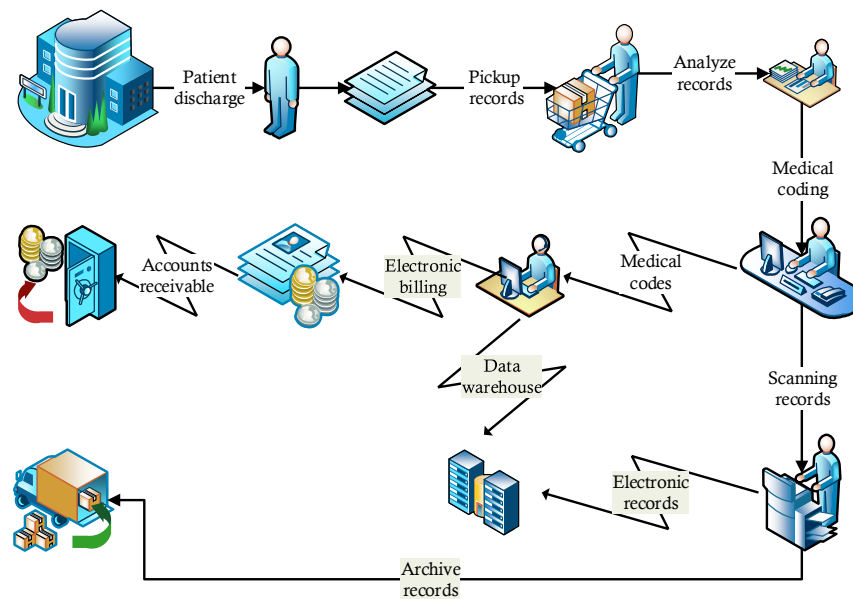 Patient
discharge
Pickup
records
Analyze
records
Medical
coding
Accounts
receivable
Electronic
billing
Medical
codes
Data
warehouse
Scanning
records
Electronic
records
Archive
records